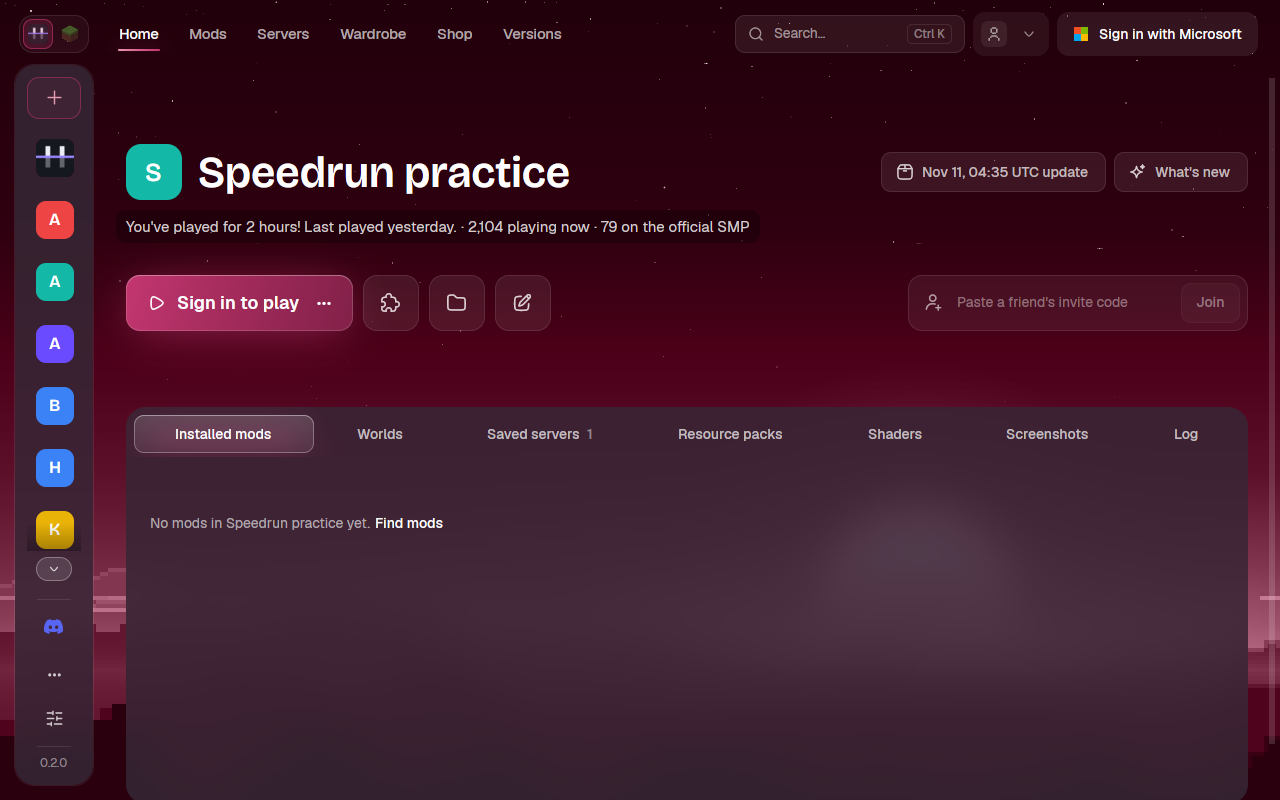 Home
Mods
Servers
Wardrobe
Shop
Versions
Search...
Ctrl K
Sign in with Microsoft
S
Speedrun practice
Nov 11, 04:35 UTC update
What's new
You've played for 2 hours! Last played yesterday. · 2,104 playing now · 79 on the official SMP
Sign in to play
Paste a friend's invite code
Join
A
A
A
B
H
K
Installed mods
Worlds
Saved servers 1
Resource packs
Shaders
Screenshots
Log
No mods in Speedrun practice yet. Find mods
0.2.0